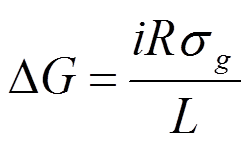 ΔG = iRσ_g / L